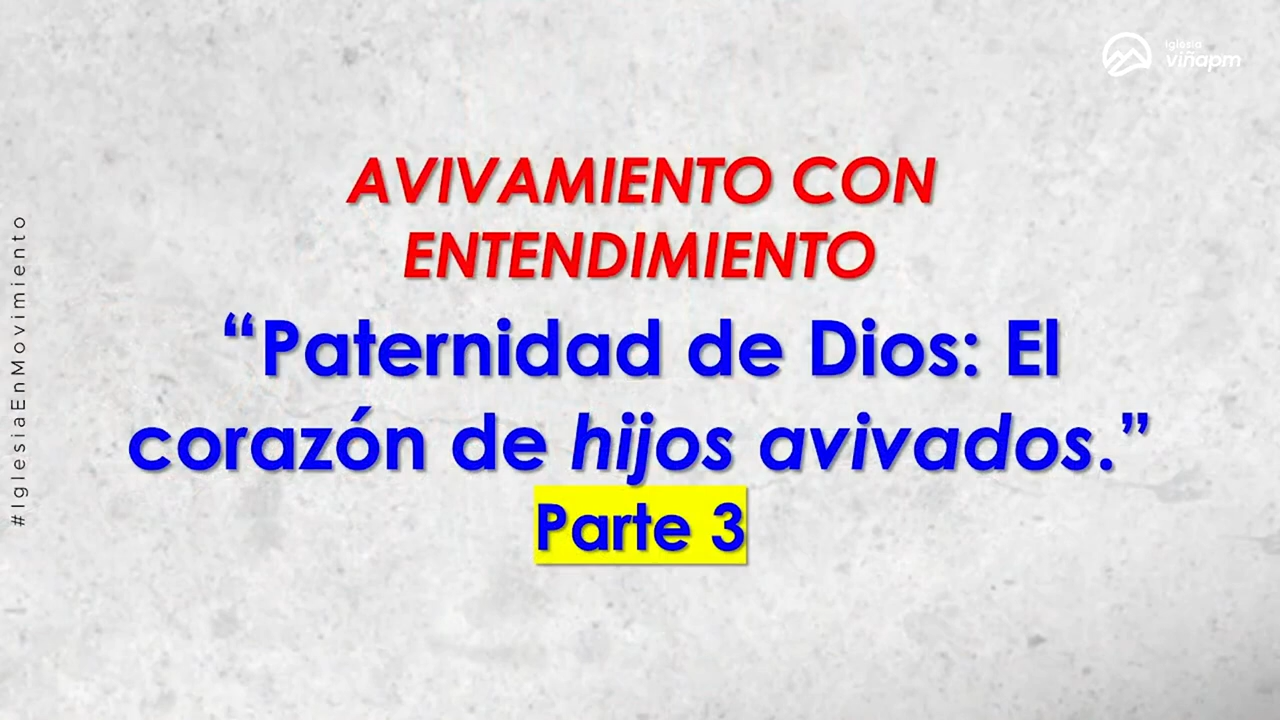 Iglesia
viñapm
AVIVAMIENTO CON
ENTENDIMIENTO
“Paternidad de Dios: El
corazón de hijos avivados.”
Parte 3
#IglesiaEnMovimiento